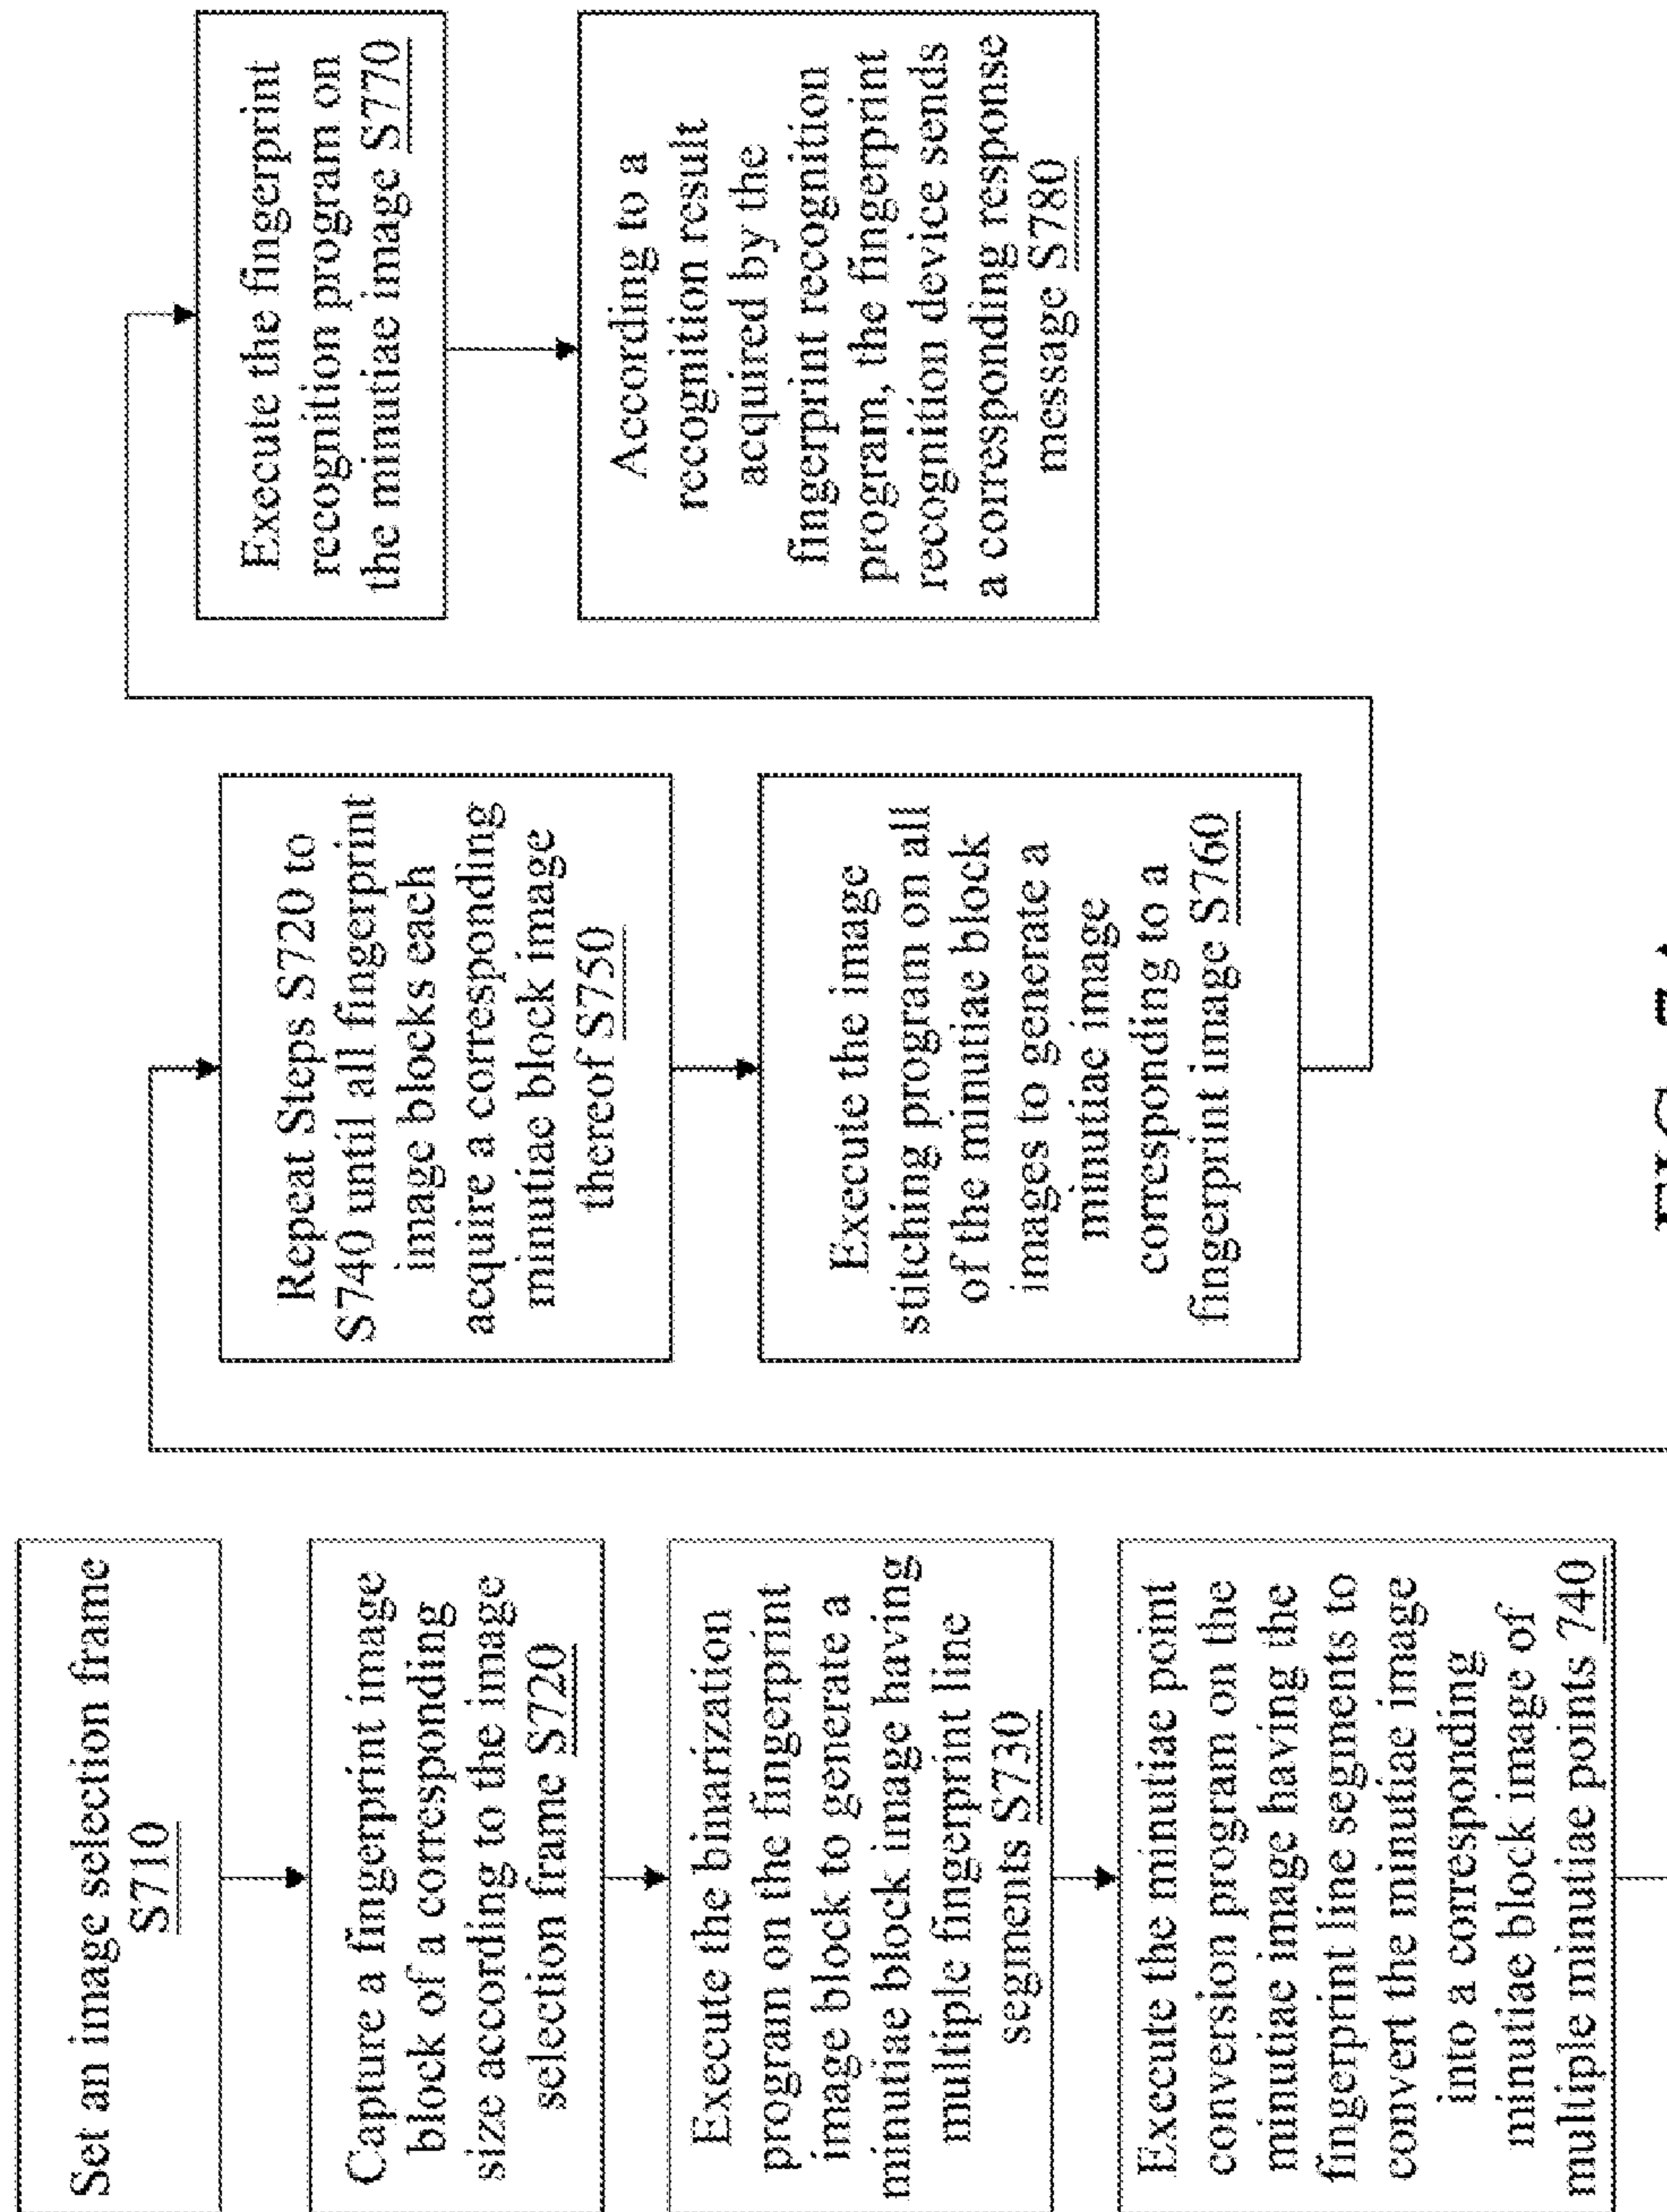 Set an image selection frame
S710
Capture a fingerprint image
block of a corresponding
size according to the image
selection frame S720
Execute the binarization
program on the fingerprint
image block to generate a
minutiae block image having
multiple fingerprint line
segments S730
Execute the minutiae point
conversion program on the
minutiae image having the
fingerprint line segments to
convert the minutiae image
into a corresponding
minutiae block image of
multiple minutiae points 740
Repeat Steps S720 to
S740 until all fingerprint
image blocks each
acquire a corresponding
minutiae block image
thereof S750
Execute the image
stitching program on all
of the minutiae block
images to generate a
minutiae image
corresponding to a
fingerprint image S760
Execute the fingerprint
recognition program on
the minutiae image S770
According to a
recognition result
acquired by the
fingerprint recognition
program, the fingerprint
recognition device sends
a corresponding response
message S780